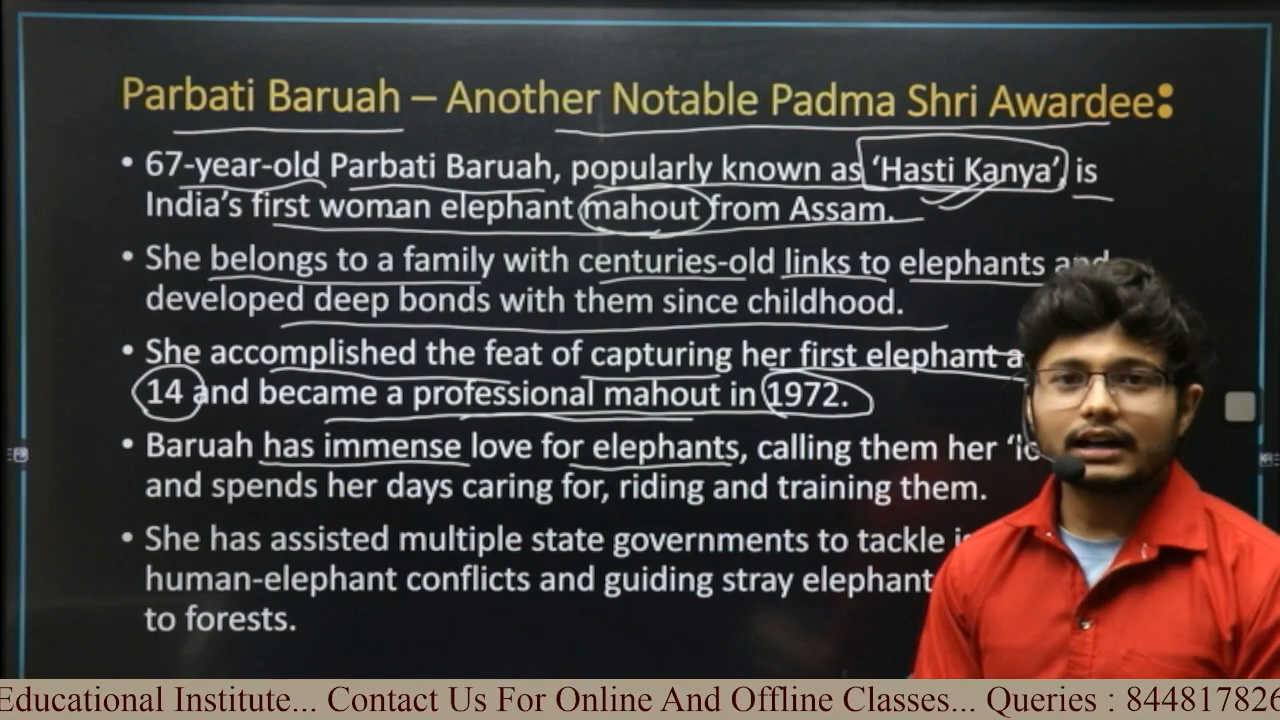 Parbati Baruah – Another Notable Padma Shri Awardee:
• 67-year-old Parbati Baruah, popularly known as ‘Hasti Kanya’, is
India’s first woman elephant mahout from Assam.
• She belongs to a family with centuries-old links to elephants and
developed deep bonds with them since childhood.
• She accomplished the feat of capturing her first elephant a
14 and became a professional mahout in 1972.
• Baruah has immense love for elephants, calling them her
and spends her days caring for, riding and training them.
• She has assisted multiple state governments to tackle
human-elephant conflicts and guiding stray elephant
to forests.
Educational Institute... Contact Us For Online And Offline Classes... Queries : 84481782